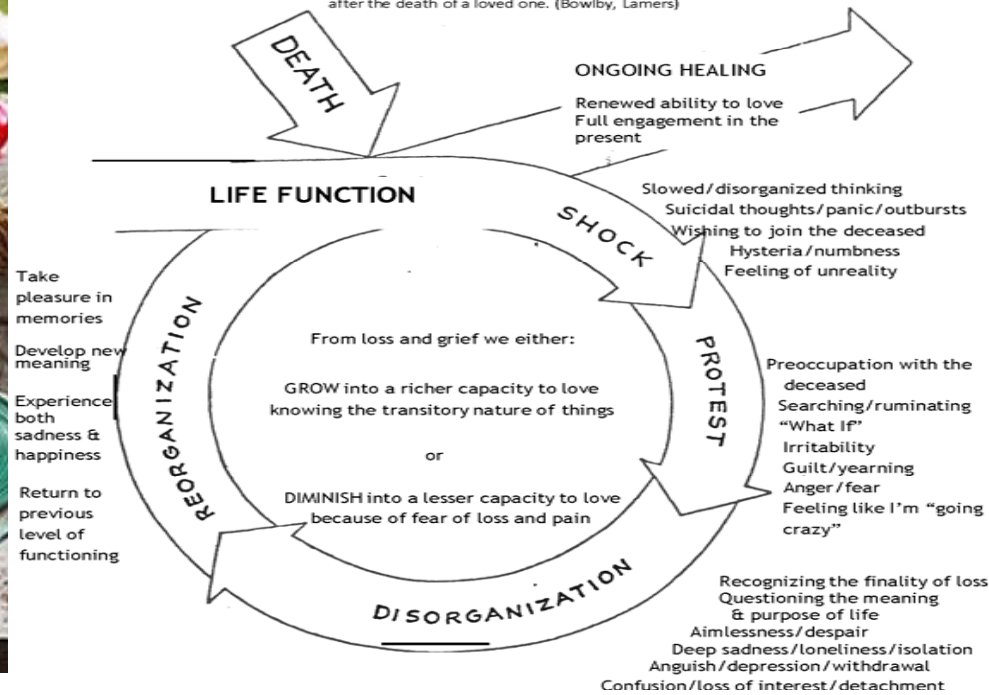 after the death of a loved one. (Bowlby, Lamers)
DEATH
ONGOING HEALING
Renewed ability to love
Full engagement in the
present
LIFE FUNCTION
SHOCK
Slowed/disorganized thinking
Suicidal thoughts/panic/outbursts
Wishing to join the deceased
Hysteria/numbness
Feeling of unreality
PROTEST
Preoccupation with the
deceased
Searching/ruminating
“What If”
Irritability
Guilt/yearning
Anger/fear
Feeling like I’m “going
crazy”
DISORGANIZATION
Recognizing the finality of loss
Questioning the meaning
& purpose of life
Aimlessness/despair
Deep sadness/loneliness/isolation
Anguish/depression/withdrawal
Confusion/loss of interest/detachment
REORGANIZATION
Take
pleasure in
memories
Develop new
meaning
Experience
both
sadness &
happiness
Return to
previous
level of
functioning
From loss and grief we either:
GROW into a richer capacity to love
knowing the transitory nature of things
or
DIMINISH into a lesser capacity to love
because of fear of loss and pain